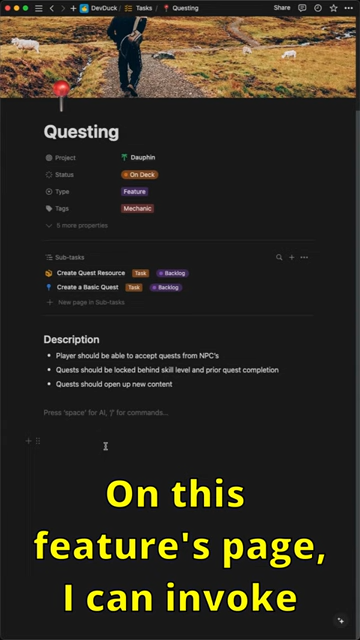 DevDuck / Tasks / Questing Share
Questing
Project Dauphin
Status On Deck
Type Feature
Tags Mechanic
5 more properties
Sub-tasks
Create Quest Resource Task Backlog
Create a Basic Quest Task Backlog
New page in Sub-tasks
Description
Player should be able to accept quests from NPC's
Quests should be locked behind skill level and prior quest completion
Quests should open up new content
Press 'space' for AI, '/' for commands...
On this
feature's page,
I can invoke